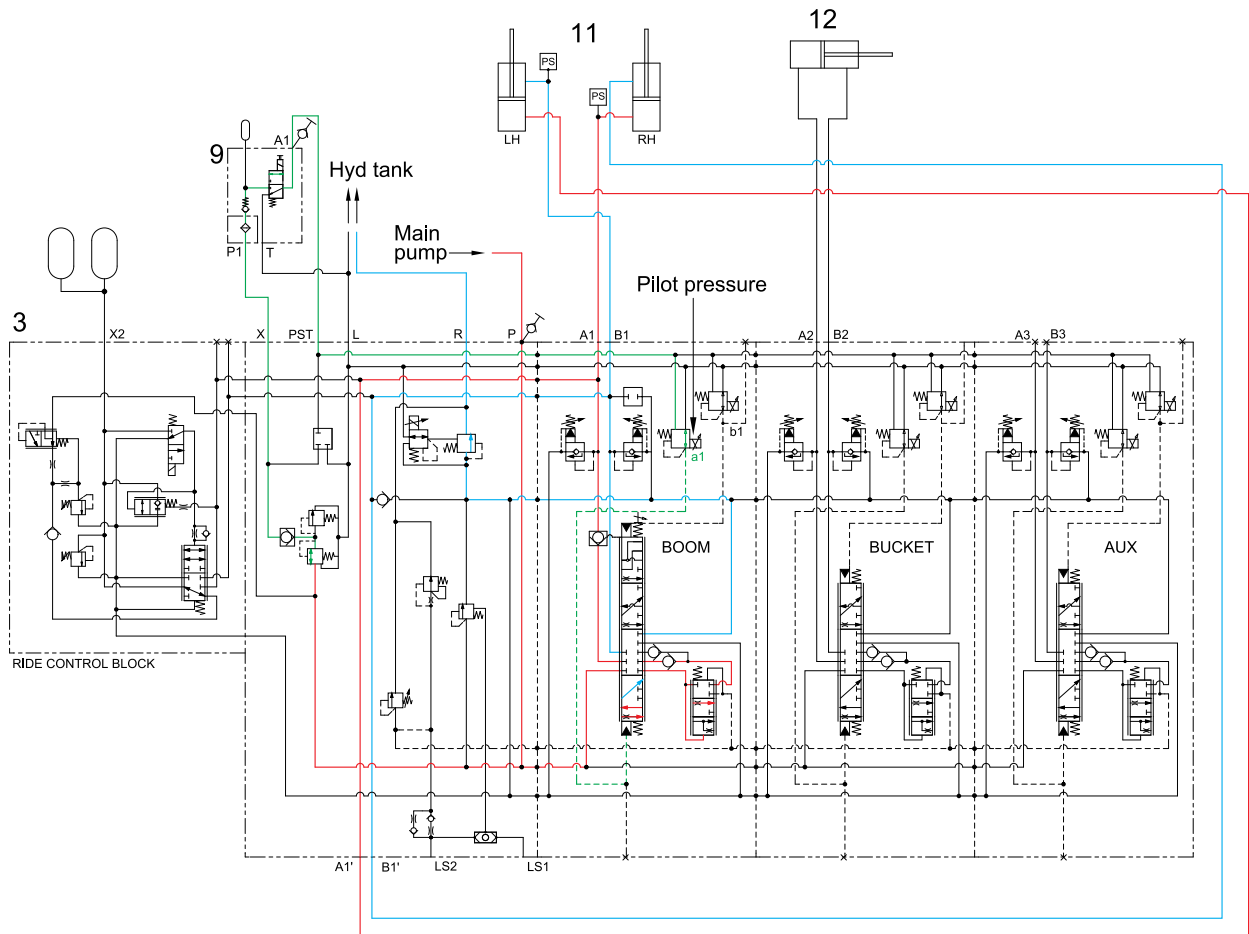 12
11
PS
PS
LH
RH
A1
9
Hyd tank
P1
T
Main
pump
Pilot pressure
3
X2
X
PST
L
R
P
A1
B1
A2
B2
A3
B3
b1
a1
BOOM
BUCKET
AUX
RIDE CONTROL BLOCK
A1'
B1'
LS2
LS1